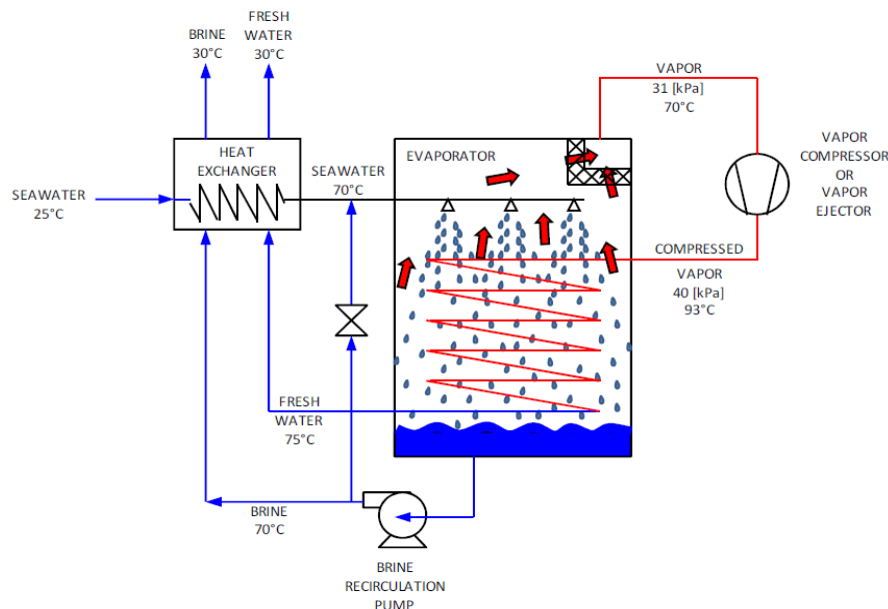 BRINE
30°C
FRESH
WATER
30°C
HEAT
EXCHANGER
SEAWATER
25°C
SEAWATER
70°C
EVAPORATOR
VAPOR
31 [kPa]
70°C
VAPOR
COMPRESSOR
OR
VAPOR
EJECTOR
COMPRESSED
VAPOR
40 [kPa]
93°C
FRESH
WATER
75°C
BRINE
70°C
BRINE
RECIRCULATION
PUMP